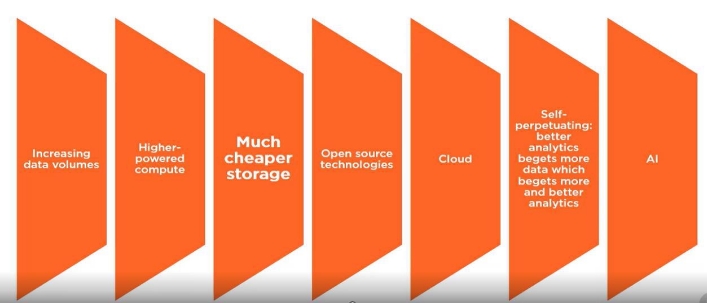 Increasing
data volumes
Higher-
powered
compute
Much
cheaper
storage
Open source
technologies
Cloud
Self-
perpetuating:
better
analytics
begets more
data which
begets more
and better
analytics
AI